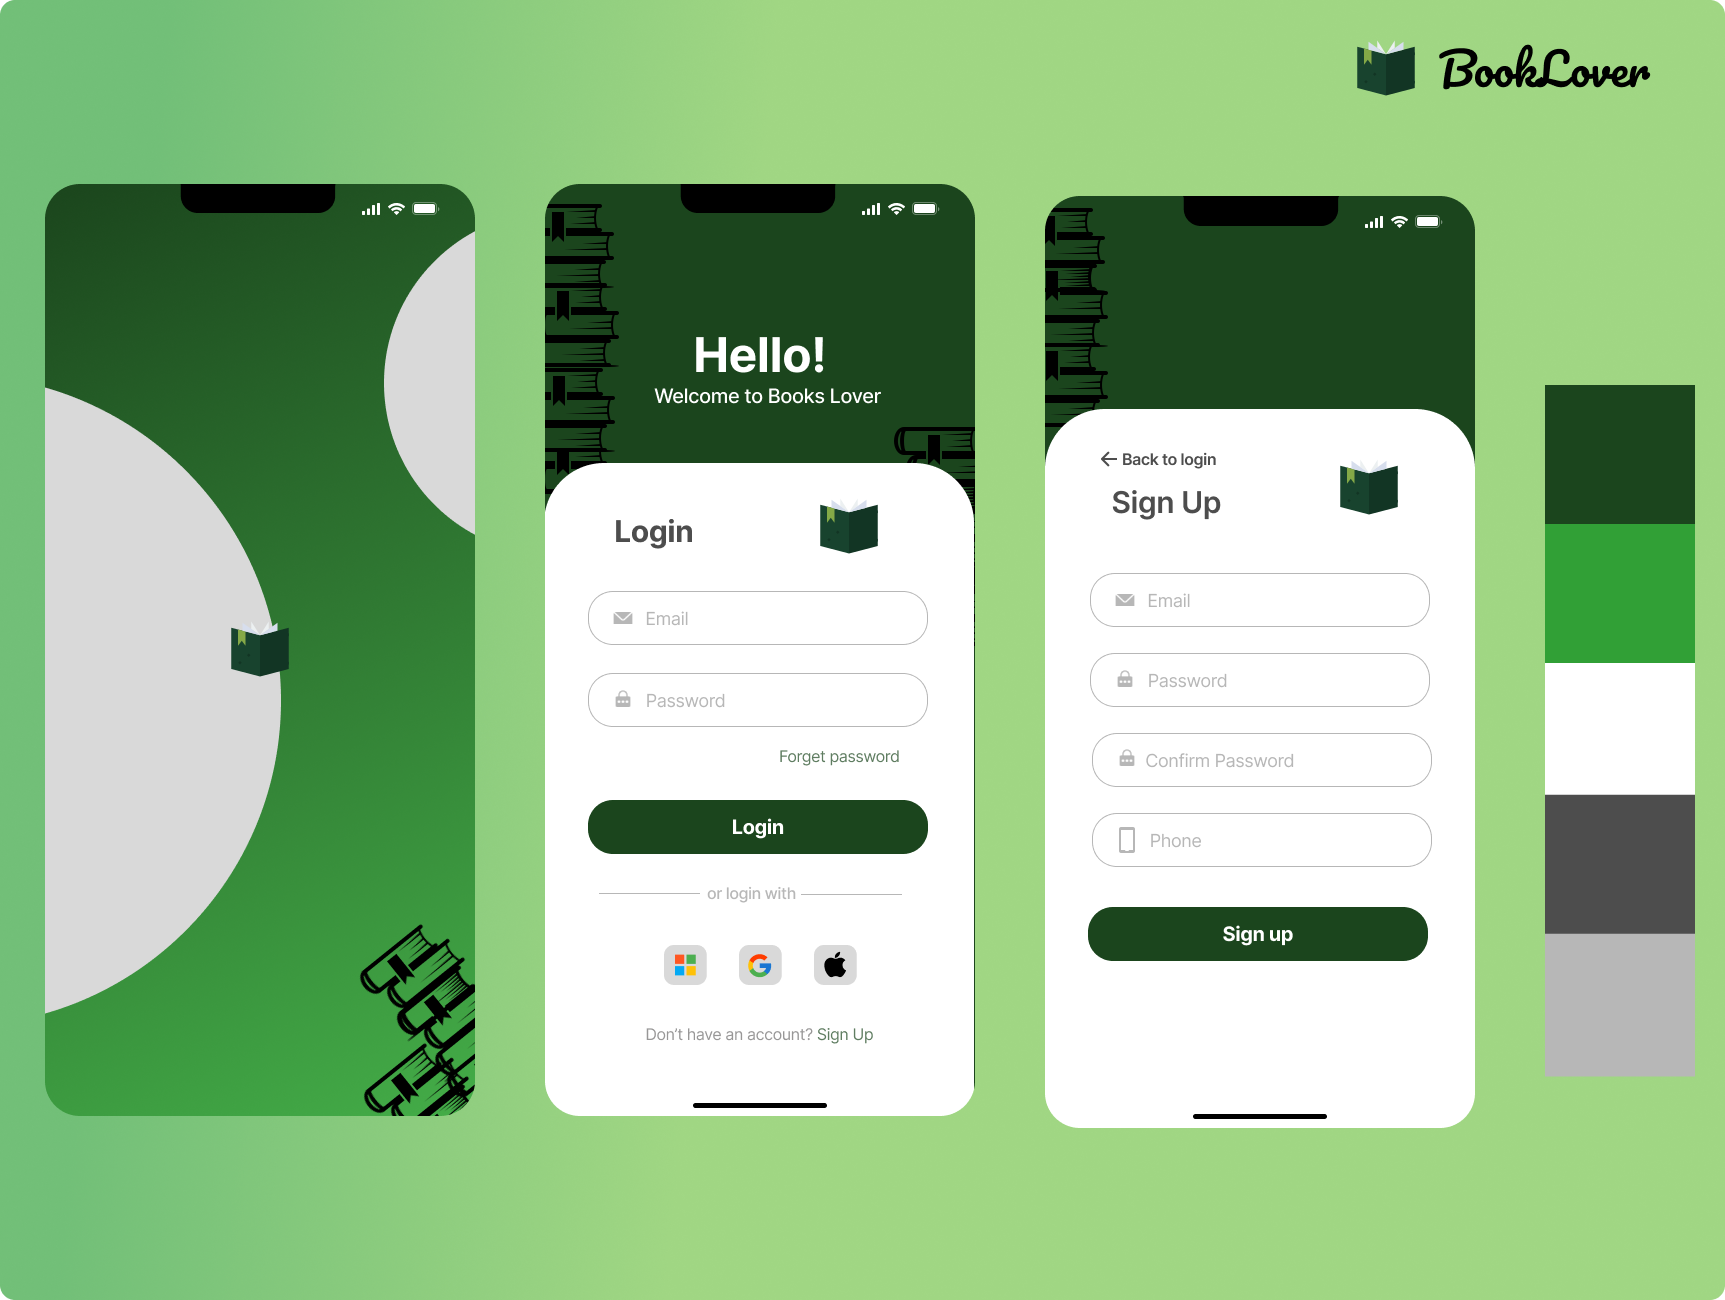 BookLover
Hello!
Welcome to Books Lover
Login
Email
Password
Forget password
Login
or login with
Don't have an account? Sign Up
Back to login
Sign Up
Email
Password
Confirm Password
Phone
Sign up